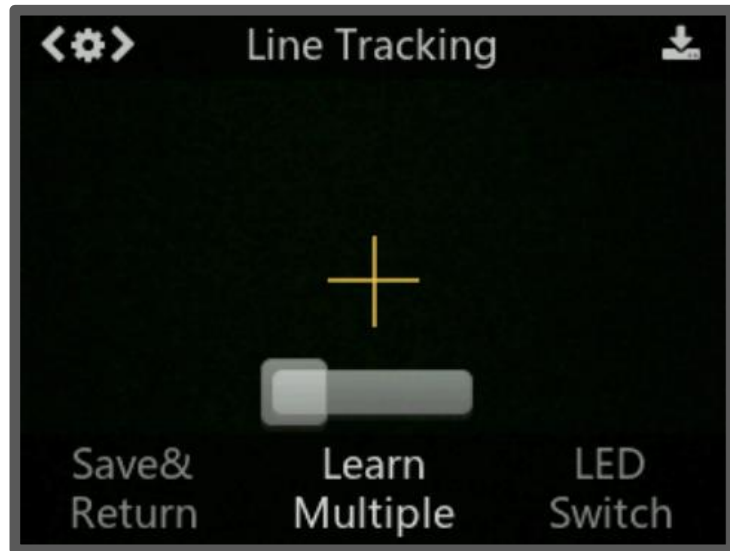 Line Tracking
Save&
Return
Learn
Multiple
LED
Switch